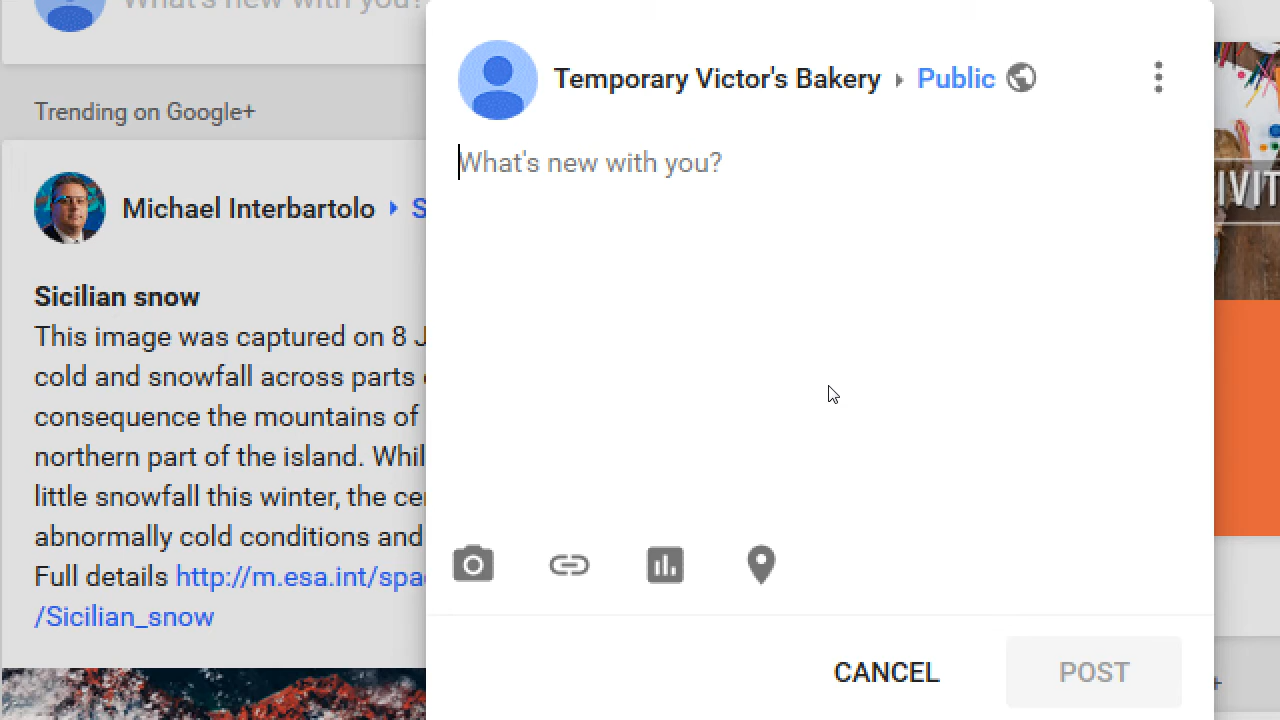 What's new with you?
Trending on Google+
Michael Interbartolo
Sicilian snow
This image was captured on 8
cold and snowfall across parts
consequence the mountains of
northern part of the island.
little snowfall this winter, the
abnormally cold conditions and
Full details http://m.esa.int/spa
/Sicilian_snow
Temporary Victor's Bakery Public
What's new with you?
CANCEL POST